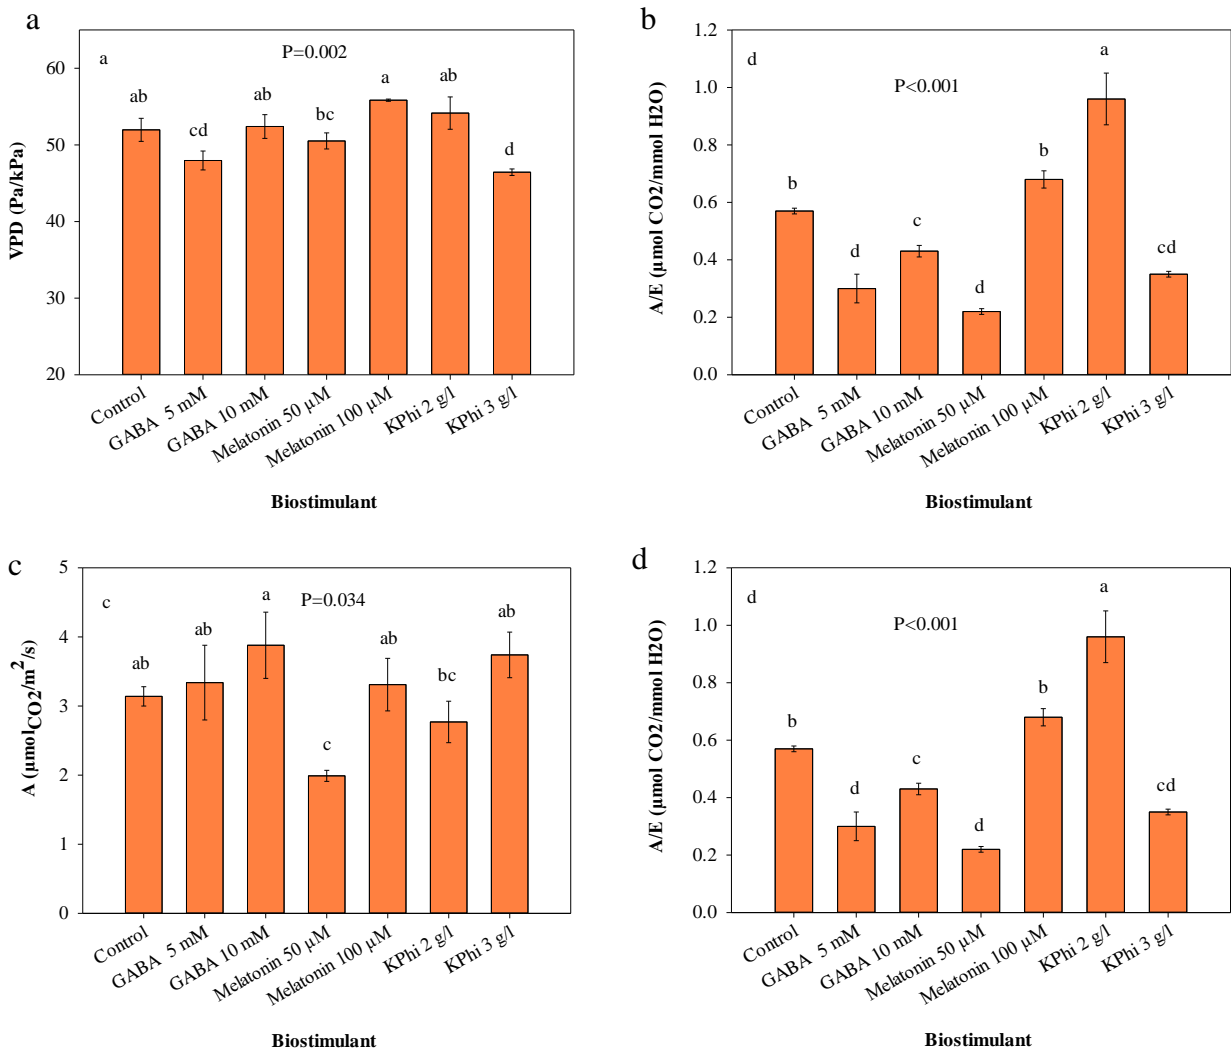 a
a
P=0.002
VPD (Pa/kPa)
60
50
40
30
20
ab
cd
ab
bc
a
ab
d
Control
GABA 5 mM
GABA 10 mM
Melatonin 50 µM
Melatonin 100 µM
KPhi 2 g/l
KPhi 3 g/l
Biostimulant
b
d
P<0.001
A/E (µmol CO2/mmol H2O)
1.2
1.0
0.8
0.6
0.4
0.2
0.0
b
d
c
d
b
a
cd
Control
GABA 5 mM
GABA 10 mM
Melatonin 50 µM
Melatonin 100 µM
KPhi 2 g/l
KPhi 3 g/l
Biostimulant
c
c
P=0.034
A (µmolCO2/m2/s)
5
4
3
2
1
0
ab
ab
a
c
ab
bc
ab
Control
GABA 5 mM
GABA 10 mM
Melatonin 50 µM
Melatonin 100 µM
KPhi 2 g/l
KPhi 3 g/l
Biostimulant
d
d
P<0.001
A/E (µmol CO2/mmol H2O)
1.2
1.0
0.8
0.6
0.4
0.2
0.0
b
d
c
d
b
a
cd
Control
GABA 5 mM
GABA 10 mM
Melatonin 50 µM
Melatonin 100 µM
KPhi 2 g/l
KPhi 3 g/l
Biostimulant